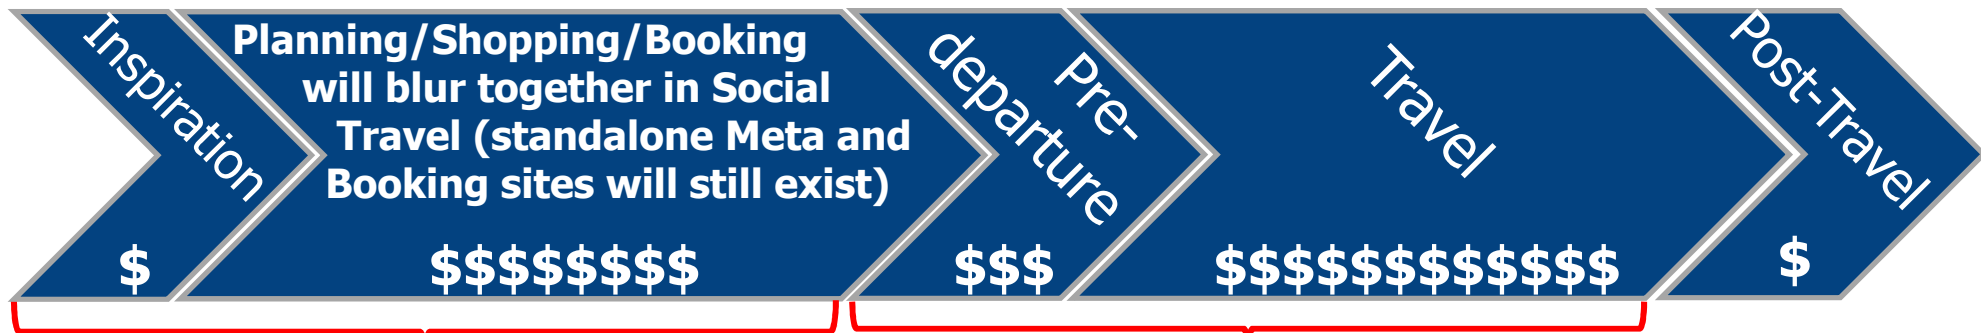 Inspiration
Planning/Shopping/Booking
will blur together in Social
Travel (standalone Meta and
Booking sites will still exist)
Pre-
departure
Travel
Post-Travel
$
$$$$$$$$
$$$
$$$$$$$$$$$$
$